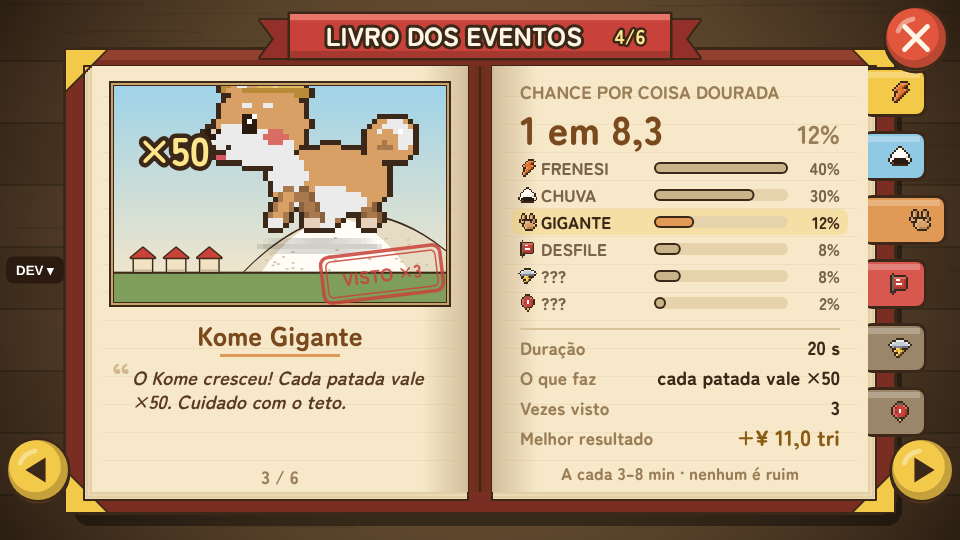 LIVRO DOS EVENTOS 4/6
×50
VISTO ×3
Kome Gigante
“O Kome cresceu! Cada patada vale
×50. Cuidado com o teto.
3 / 6
DEV ▾
CHANCE POR COISA DOURADA
1 em 8,3 12%
FRENESI 40%
CHUVA 30%
GIGANTE 12%
DESFILE 8%
??? 8%
??? 2%
Duração 20 s
O que faz cada patada vale ×50
Vezes visto 3
Melhor resultado +¥ 11,0 tri
A cada 3–8 min · nenhum é ruim